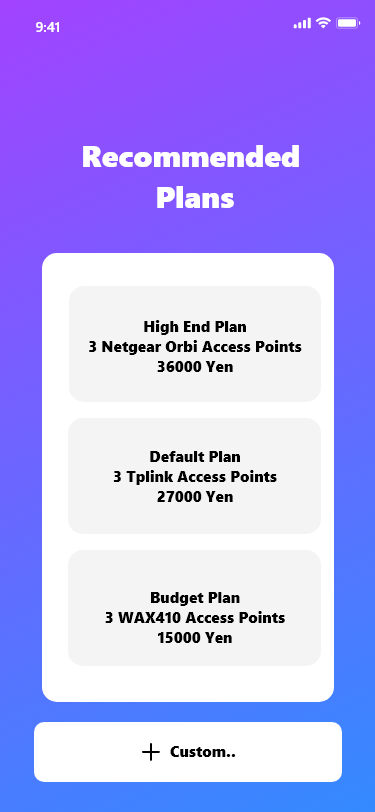 9:41
Recommended
Plans
High End Plan
3 Netgear Orbi Access Points
36000 Yen
Default Plan
3 Tplink Access Points
27000 Yen
Budget Plan
3 WAX410 Access Points
15000 Yen
Custom..